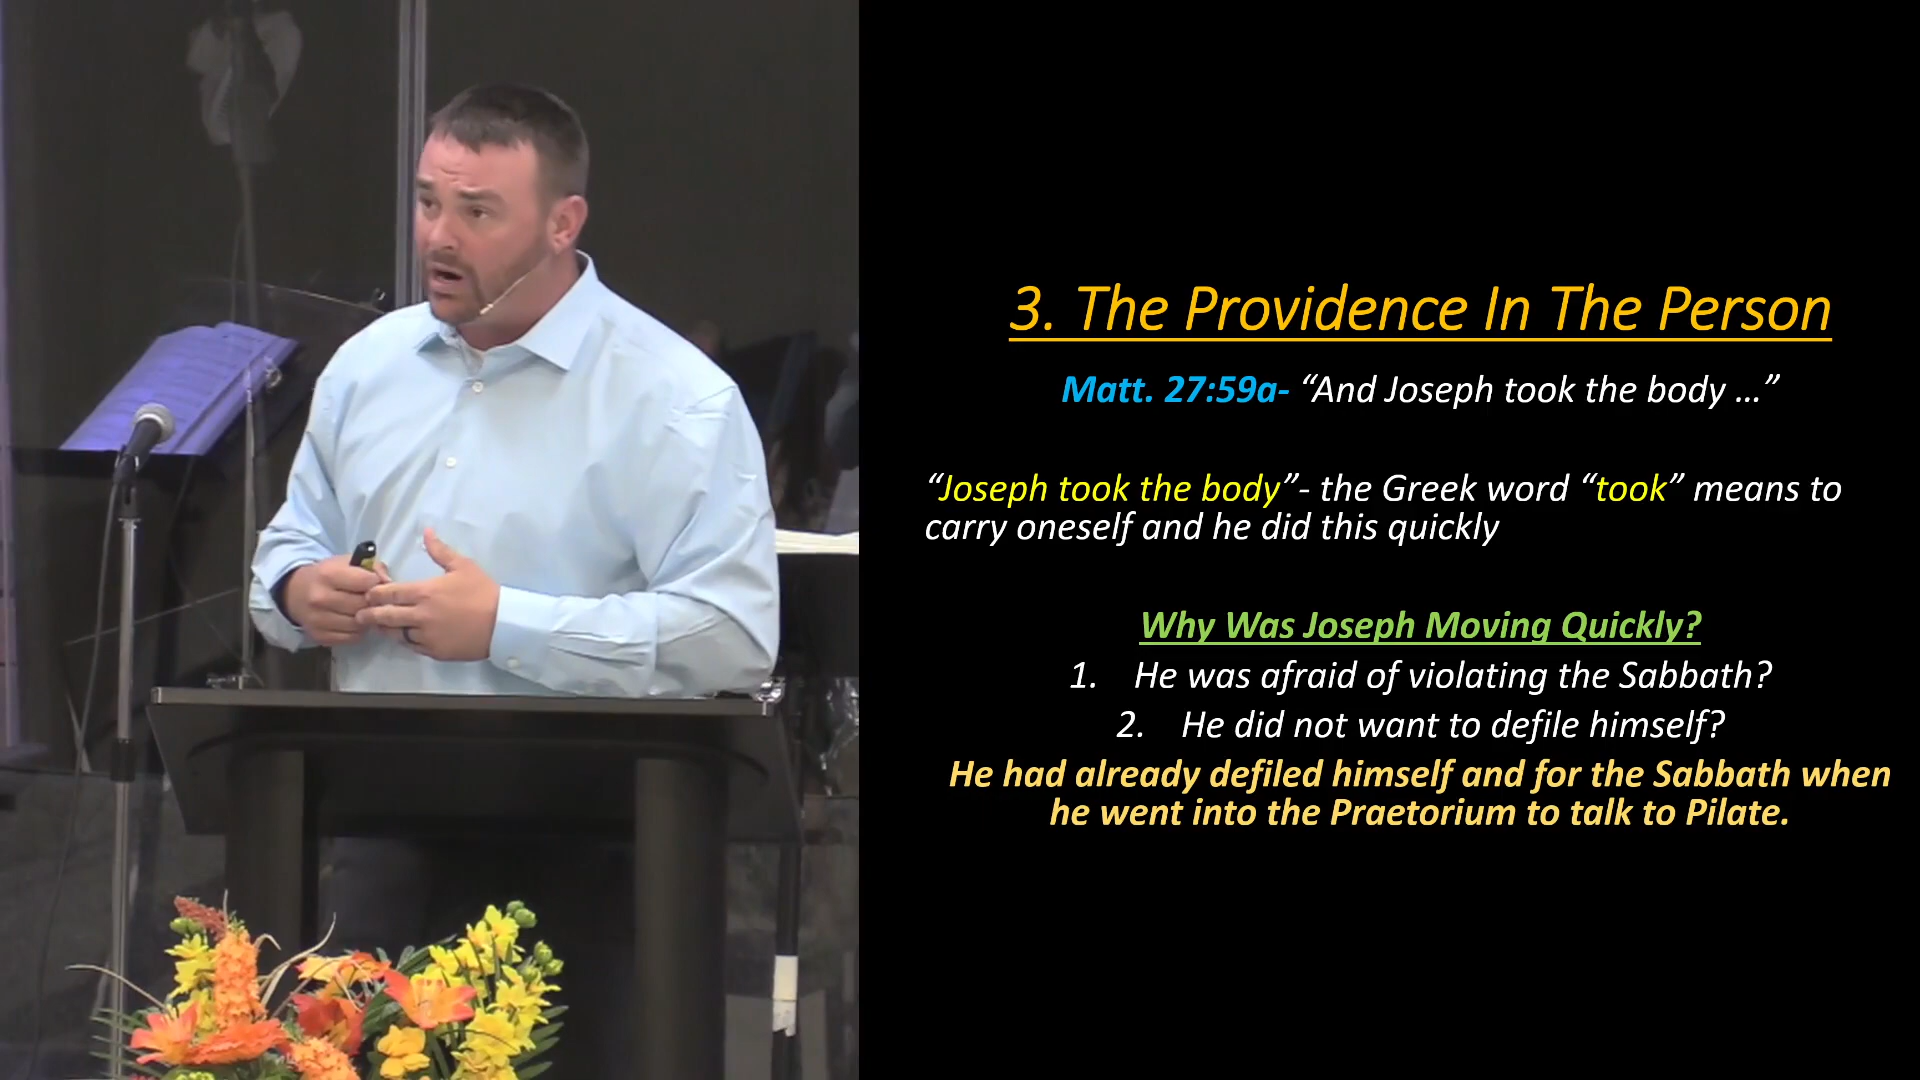 3. The Providence In The Person
Matt. 27:59a- “And Joseph took the body …”
“Joseph took the body”- the Greek word “took” means to
carry oneself and he did this quickly
Why Was Joseph Moving Quickly?
1. He was afraid of violating the Sabbath?
2. He did not want to defile himself?
He had already defiled himself and for the Sabbath when
he went into the Praetorium to talk to Pilate.